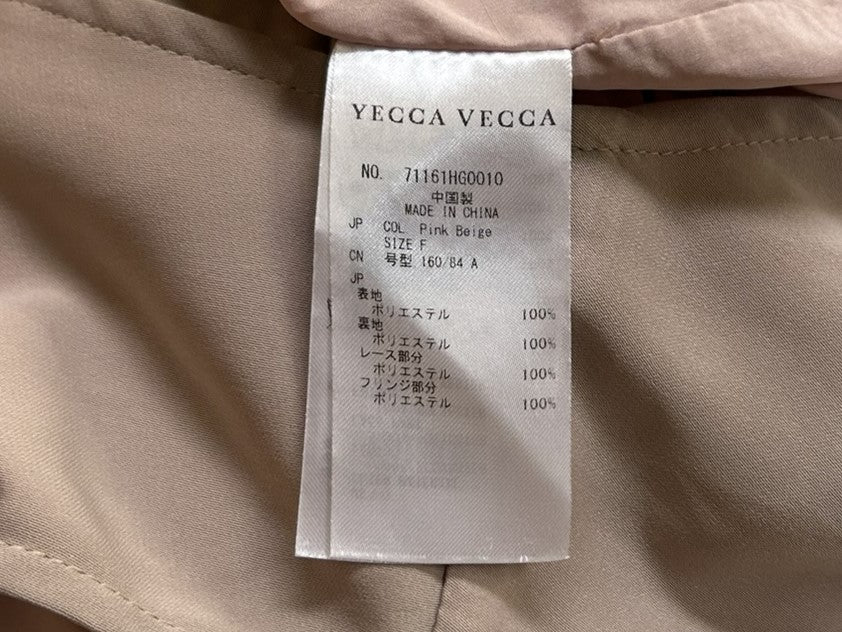 YECCA VECCA
NO. 71161HG0010
中国製
MADE IN CHINA
JP COL Pink Beige
SIZE F
CN 号型 160/84 A
JP
表地
ポリエステル 100%
裏地
ポリエステル 100%
レース部分
ポリエステル 100%
フリンジ部分
ポリエステル 100%